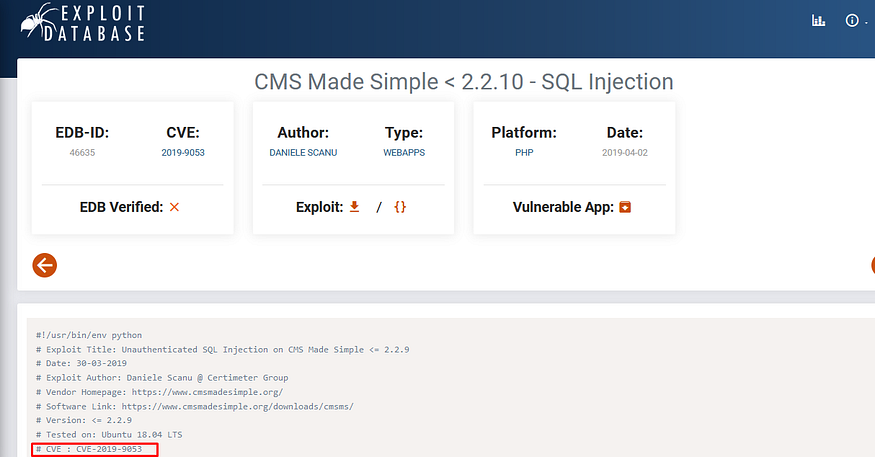 EXPLOIT
DATABASE
CMS Made Simple < 2.2.10 - SQL Injection
EDB-ID: CVE:
46635 2019-9053
EDB Verified: ×
Author: Type:
DANIELE SCANU WEBAPPS
Exploit: / {}
Platform: Date:
PHP 2019-04-02
Vulnerable App:
#!/usr/bin/env python
# Exploit Title: Unauthenticated SQL Injection on CMS Made Simple <= 2.2.9
# Date: 30-03-2019
# Exploit Author: Daniele Scanu @ Certimeter Group
# Vendor Homepage: https://www.cmsmadesimple.org/
# Software Link: https://www.cmsmadesimple.org/downloads/cmsms/
# Version: <= 2.2.9
# Tested on: Ubuntu 18.04 LTS
# CVE : CVE-2019-9053